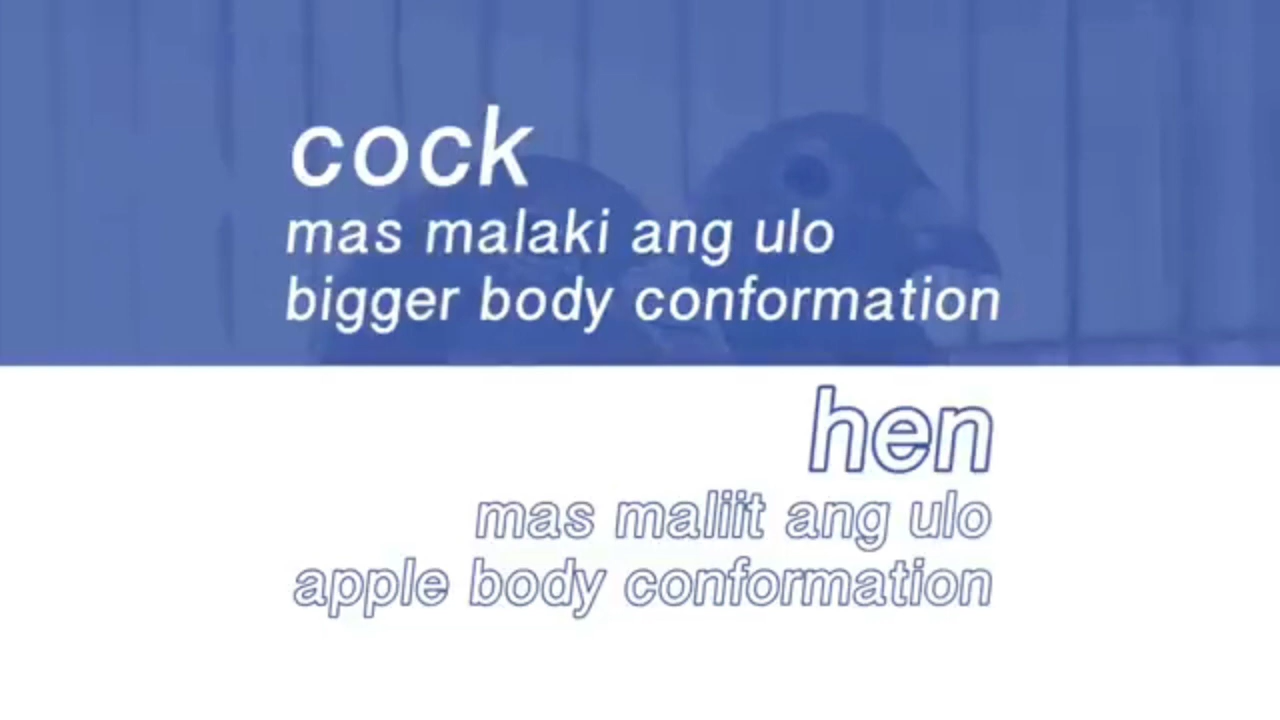 cock
mas malaki ang ulo
bigger body conformation
hen
mas maliit ang ulo
apple body conformation